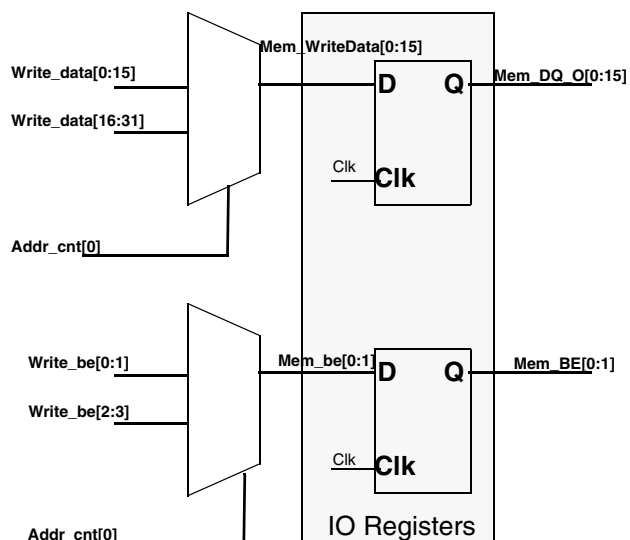 Mem_WriteData[0:15]
Write_data[0:15]
D Q
Mem_DQ_O[0:15]
Write_data[16:31]
Clk
Clk
Addr_cnt[0]
Write_be[0:1]
Mem_be[0:1]
D Q
Mem_BE[0:1]
Write_be[2:3]
Clk
Clk
IO Registers
Addr_cnt[0]